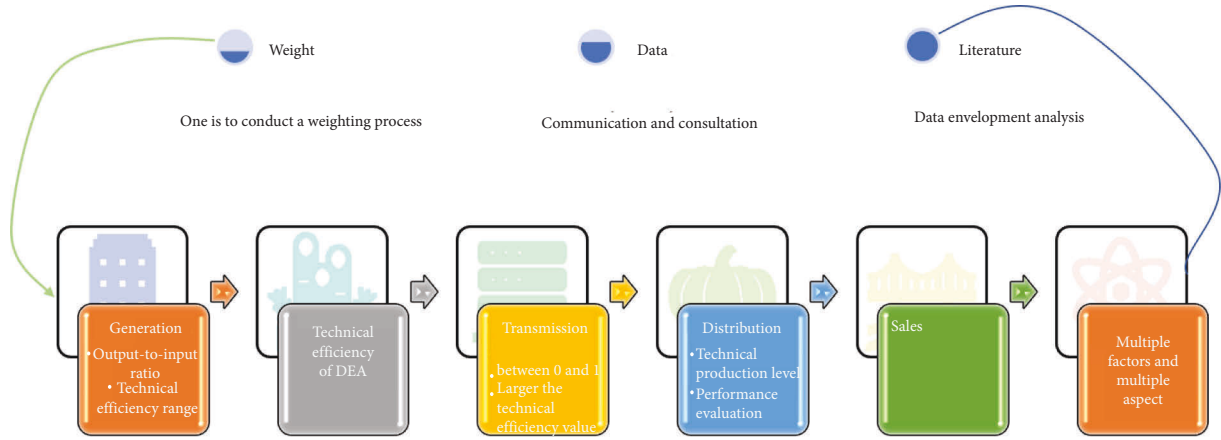 Weight
Data
Literature
One is to conduct a weighting process
Communication and consultation
Data envelopment analysis
Generation
• Output-to-input
ratio
• Technical
efficiency range
Technical
efficiency
of DEA
Transmission
• between 0 and 1
• Larger the
technical
efficiency value
Distribution
• Technical
production level
• Performance
evaluation
Sales
Multiple
factors and
multiple
aspect